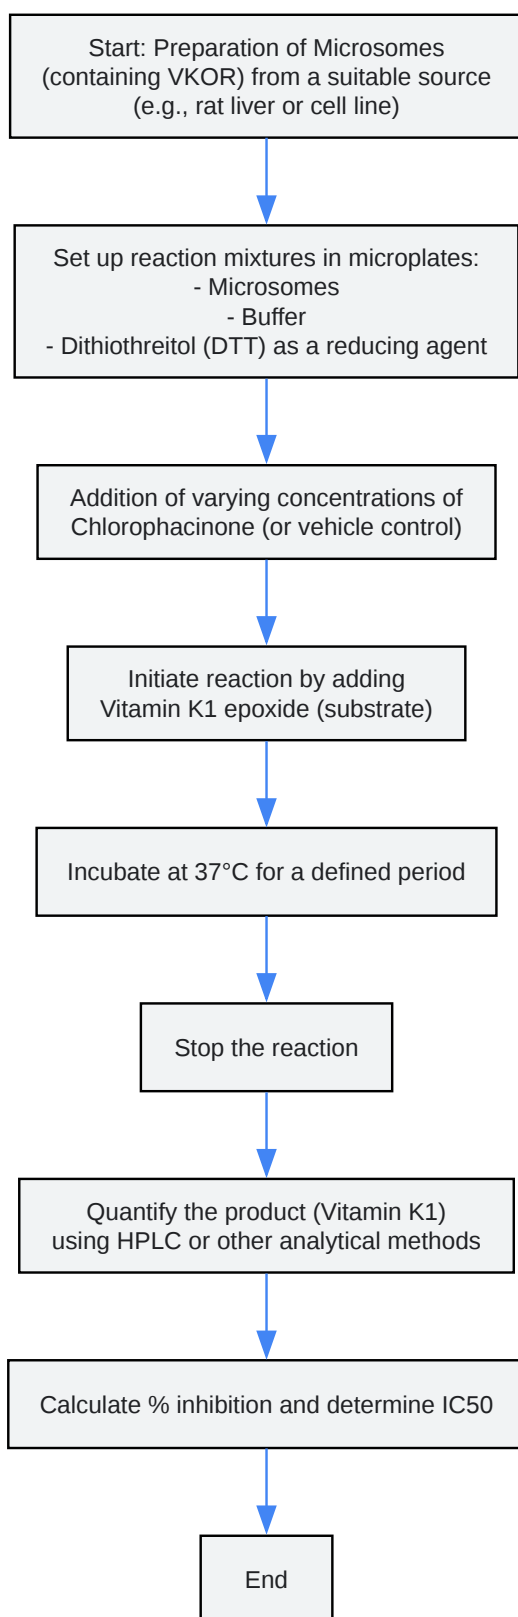 Start: Preparation of Microsomes
(containing VKOR) from a suitable source
(e.g., rat liver or cell line)
Set up reaction mixtures in microplates:
- Microsomes
- Buffer
- Dithiothreitol (DTT) as a reducing agent
Addition of varying concentrations of
Chlorophacinone (or vehicle control)
Initiate reaction by adding
Vitamin K1 epoxide (substrate)
Incubate at 37°C for a defined period
Stop the reaction
Quantify the product (Vitamin K1)
using HPLC or other analytical methods
Calculate % inhibition and determine IC50
End